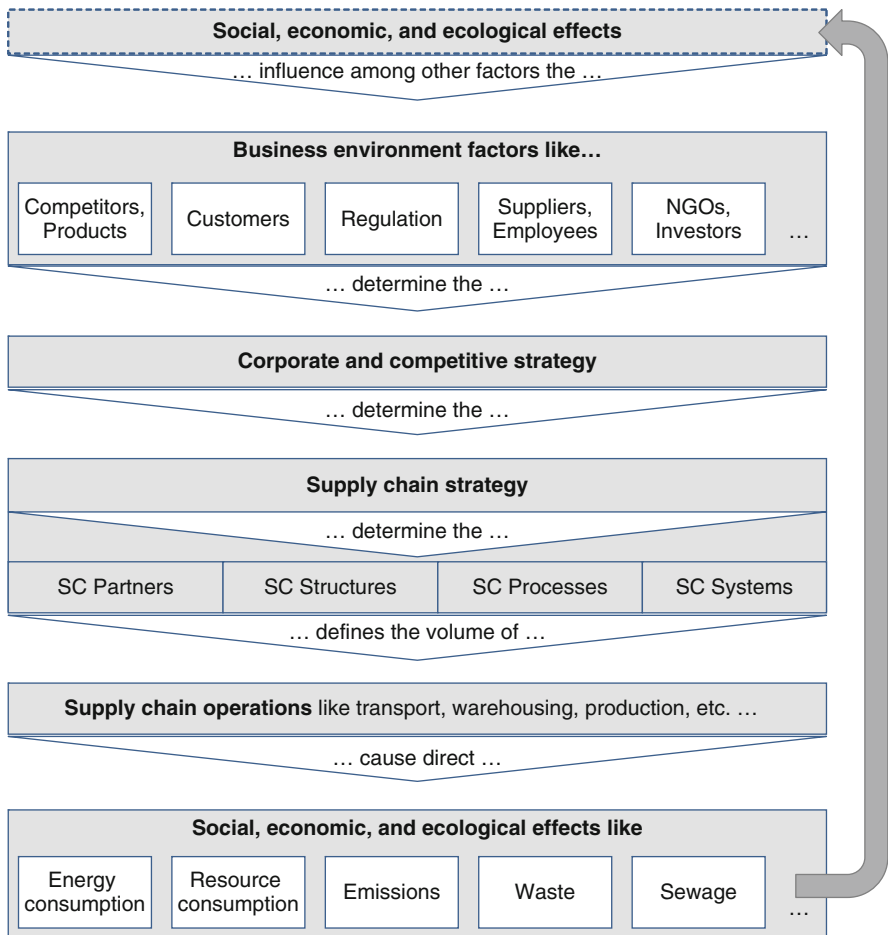 Social, economic, and ecological effects
… influence among other factors the …
Business environment factors like…
Competitors,
Products
Customers
Regulation
Suppliers,
Employees
NGOs,
Investors
…
… determine the …
Corporate and competitive strategy
… determine the …
Supply chain strategy
… determine the …
SC Partners
SC Structures
SC Processes
SC Systems
… defines the volume of …
Supply chain operations like transport, warehousing, production, etc. …
… cause direct …
Social, economic, and ecological effects like
Energy
consumption
Resource
consumption
Emissions
Waste
Sewage
…